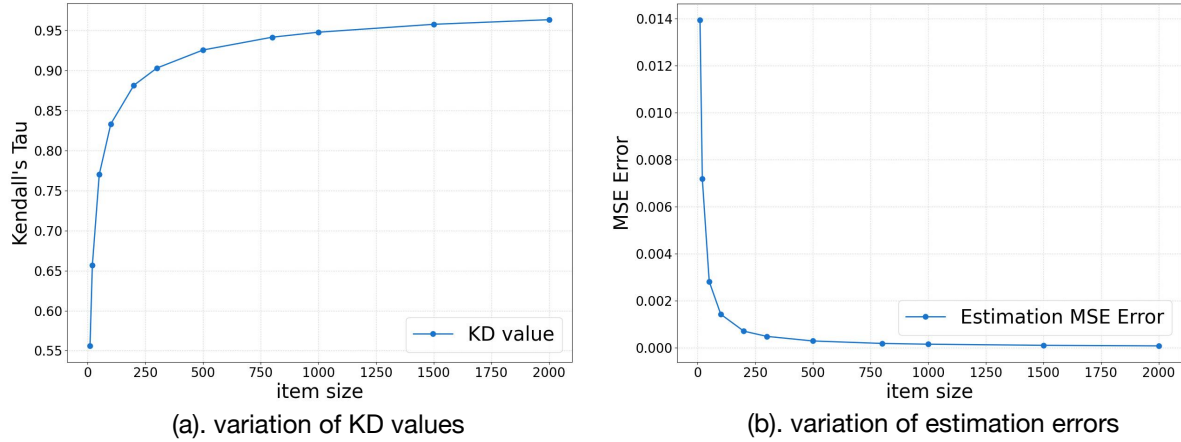 0.95
0.90
0.85
0.80
0.75
0.70
0.65
0.60
0.55
Kendall's Tau
KD value
0 250 500 750 1000 1250 1500 1750 2000
item size
(a). variation of KD values
0.014
0.012
0.010
0.008
0.006
0.004
0.002
0.000
MSE Error
Estimation MSE Error
0 250 500 750 1000 1250 1500 1750 2000
item size
(b). variation of estimation errors